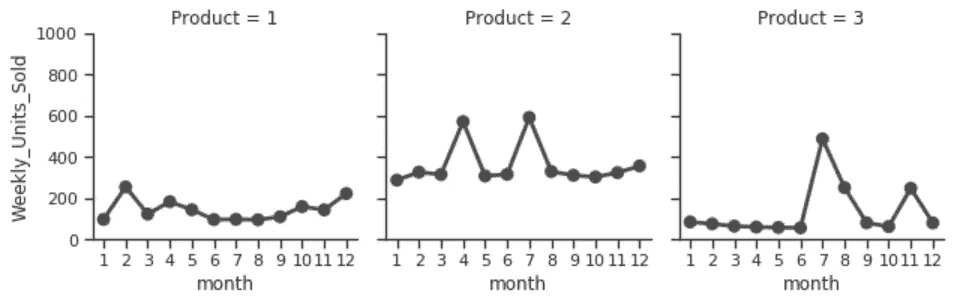 Product = 1
Product = 2
Product = 3
Weekly_Units_Sold
1000
800
600
400
200
0
1 2 3 4 5 6 7 8 9 10 11 12
1 2 3 4 5 6 7 8 9 10 11 12
1 2 3 4 5 6 7 8 9 10 11 12
month
month
month